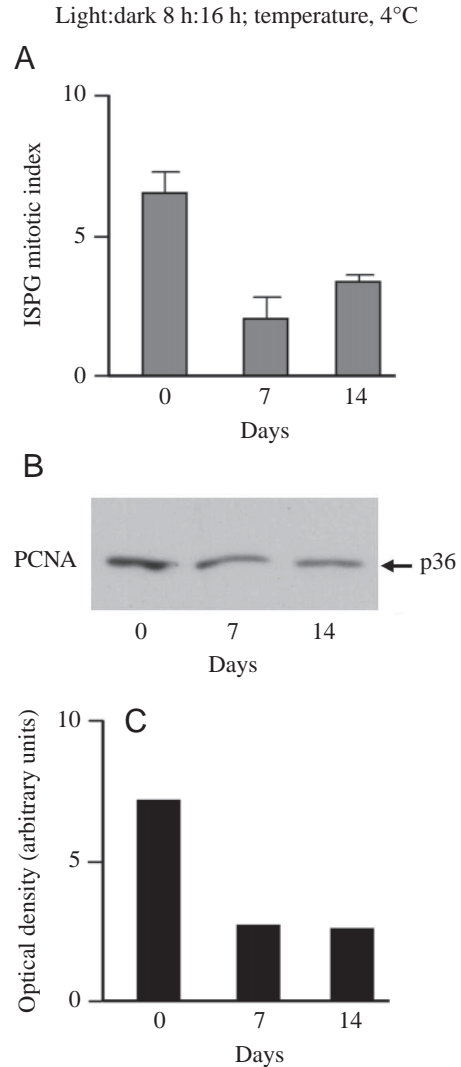 Light:dark 8 h:16 h; temperature, 4°C
A
10
5
0
ISPG mitotic index
0 7 14
Days
B
PCNA
p36
0 7 14
Days
C
10
5
0
Optical density (arbitrary units)
0 7 14
Days